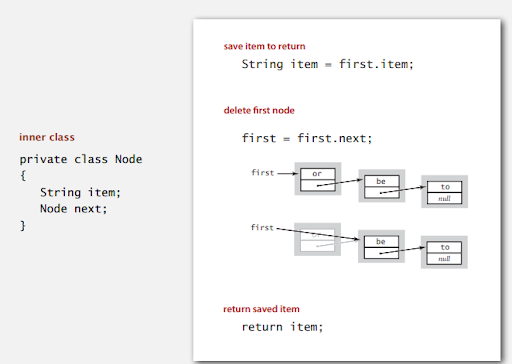 inner class
private class Node
{
String item;
Node next;
}
save item to return
String item = first.item;
delete first node
first = first.next;
first
or
be
to
null
first
or
be
to
null
return saved item
return item;